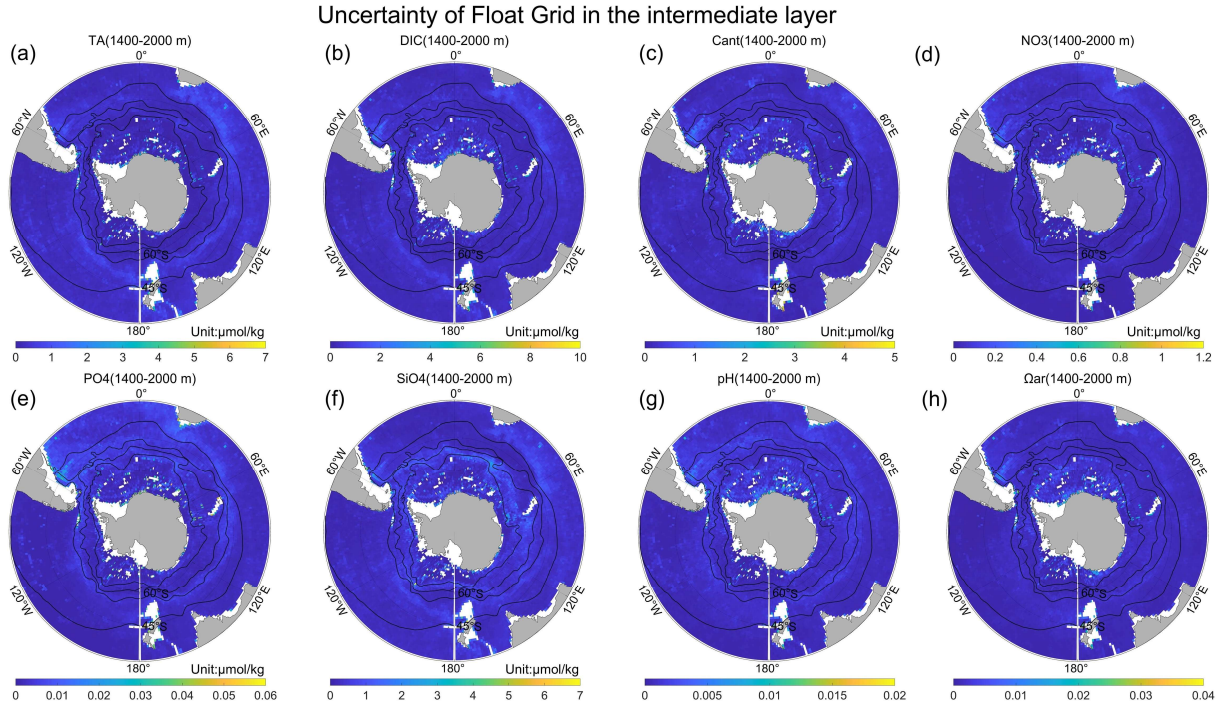 Uncertainty of Float Grid in the intermediate layer
(a)
TA(1400-2000 m)
0°
60°W
60°E
120°W
120°E
60°S
45°S
180°
Unit:µmol/kg
0 1 2 3 4 5 6 7
(b)
DIC(1400-2000 m)
0°
60°W
60°E
120°W
120°E
60°S
45°S
180°
Unit:µmol/kg
0 2 4 6 8 10
(c)
Cant(1400-2000 m)
0°
60°W
60°E
120°W
120°E
60°S
45°S
180°
Unit:µmol/kg
0 1 2 3 4 5
(d)
NO3(1400-2000 m)
0°
60°W
60°E
120°W
120°E
60°S
45°S
180°
Unit:µmol/kg
0 0.2 0.4 0.6 0.8 1 1.2
(e)
PO4(1400-2000 m)
0°
60°W
60°E
120°W
120°E
60°S
45°S
180°
Unit:µmol/kg
0 0.01 0.02 0.03 0.04 0.05 0.06
(f)
SiO4(1400-2000 m)
0°
60°W
60°E
120°W
120°E
60°S
45°S
180°
Unit:µmol/kg
0 1 2 3 4 5 6 7
(g)
pH(1400-2000 m)
0°
60°W
60°E
120°W
120°E
60°S
45°S
180°
0 0.005 0.01 0.015 0.02
(h)
Ωar(1400-2000 m)
0°
60°W
60°E
120°W
120°E
60°S
45°S
180°
0 0.01 0.02 0.03 0.04